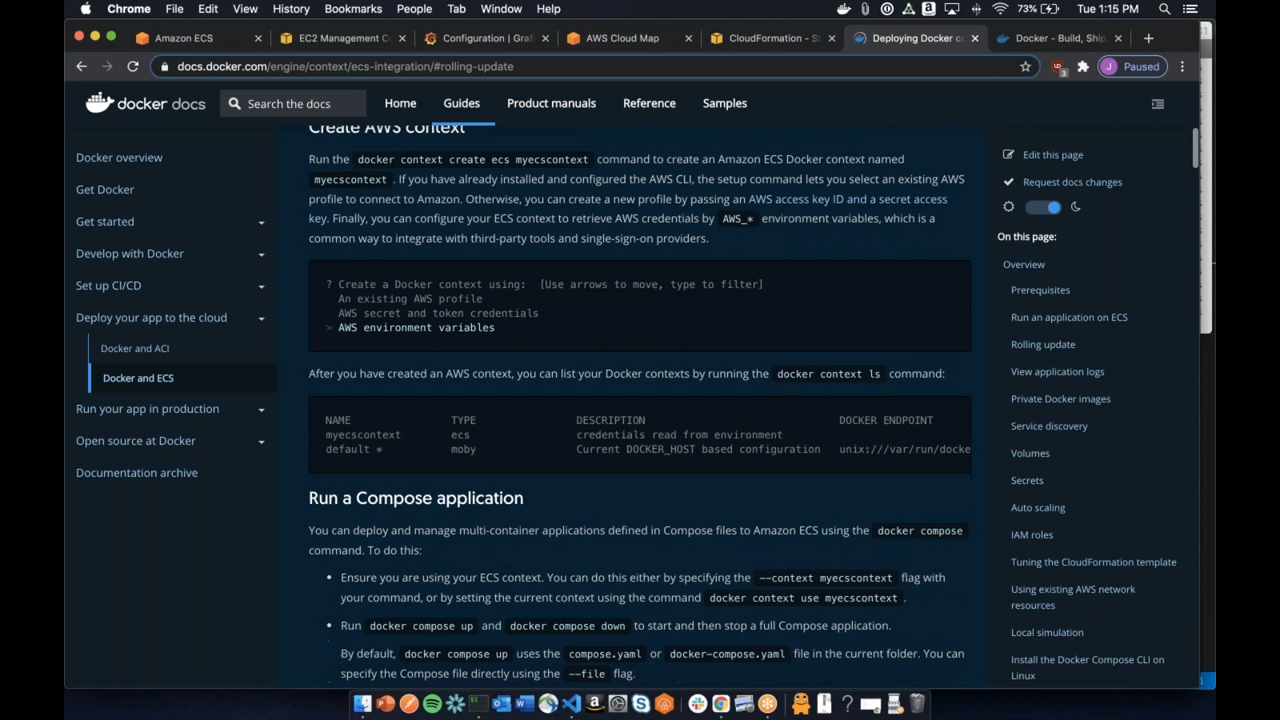 Chrome File Edit View History Bookmarks People Tab Window Help 73% Tue 1:15 PM
Amazon ECS
EC2 Management C
Configuration | Graf
AWS Cloud Map
CloudFormation - S
Deploying Docker co
Docker - Build, Ship
docs.docker.com/engine/context/ecs-integration/#rolling-update
3
J Paused
docker docs
Search the docs
Home Guides Product manuals Reference Samples
Docker overview
Get Docker
Get started
Develop with Docker
Set up CI/CD
Deploy your app to the cloud
Docker and ACI
Docker and ECS
Run your app in production
Open source at Docker
Documentation archive
Create AWS context
Run the docker context create ecs myecscontext command to create an Amazon ECS Docker context named
myecscontext . If you have already installed and configured the AWS CLI, the setup command lets you select an existing AWS
profile to connect to Amazon. Otherwise, you can create a new profile by passing an AWS access key ID and a secret access
key. Finally, you can configure your ECS context to retrieve AWS credentials by AWS_* environment variables, which is a
common way to integrate with third-party tools and single-sign-on providers.
? Create a Docker context using: [Use arrows to move, type to filter]
An existing AWS profile
AWS secret and token credentials
> AWS environment variables
After you have created an AWS context, you can list your Docker contexts by running the docker context ls command:
NAME TYPE DESCRIPTION DOCKER ENDPOINT
myecscontext ecs credentials read from environment
default * moby Current DOCKER_HOST based configuration unix:///var/run/docke
Run a Compose application
You can deploy and manage multi-container applications defined in Compose files to Amazon ECS using the docker compose
command. To do this:
• Ensure you are using your ECS context. You can do this either by specifying the --context myecscontext flag with
your command, or by setting the current context using the command docker context use myecscontext .
• Run docker compose up and docker compose down to start and then stop a full Compose application.
By default, docker compose up uses the compose.yaml or docker-compose.yaml file in the current folder. You can
specify the Compose file directly using the --file flag.
Edit this page
Request docs changes
On this page:
Overview
Prerequisites
Run an application on ECS
Rolling update
View application logs
Private Docker images
Service discovery
Volumes
Secrets
Auto scaling
IAM roles
Tuning the CloudFormation template
Using existing AWS network
resources
Local simulation
Install the Docker Compose CLI on
Linux